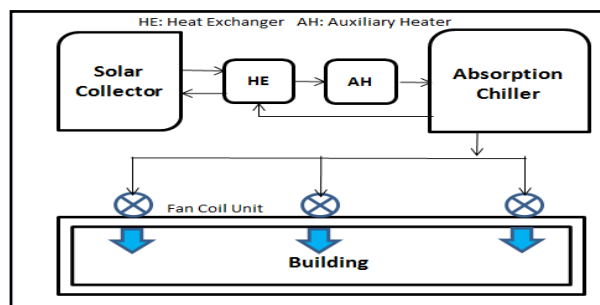 HE: Heat Exchanger AH: Auxiliary Heater
Solar
Collector
HE
AH
Absorption
Chiller
Fan Coil Unit
Building